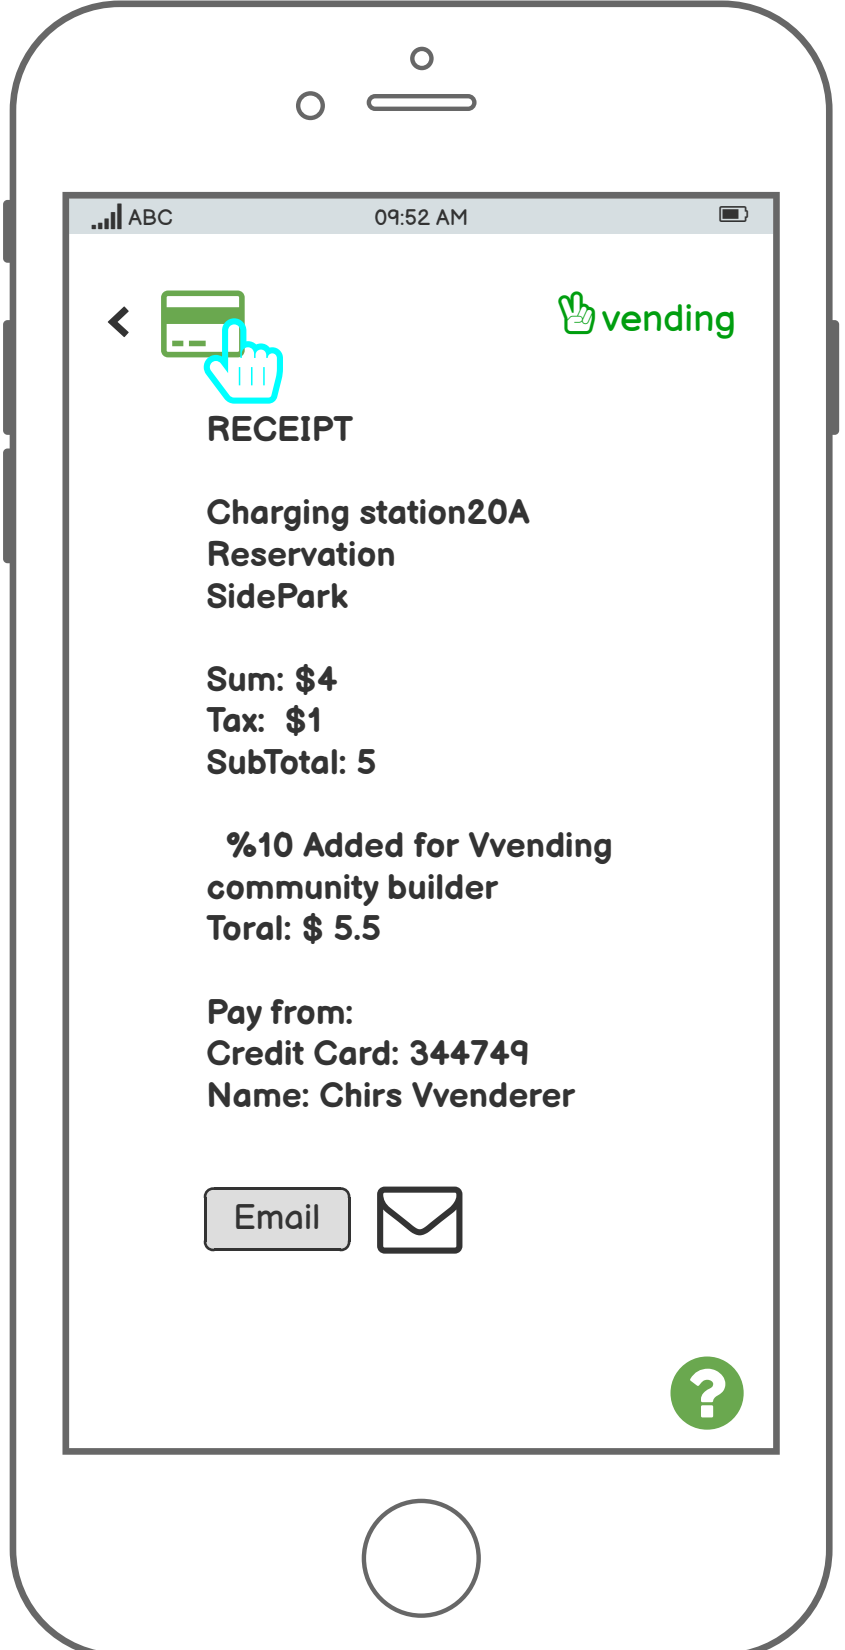 ABC 09:52 AM
vending
RECEIPT
Charging station20A
Reservation
SidePark
Sum: $4
Tax:  $1
SubTotal: 5
%10 Added for Vvending
community builder
Toral: $ 5.5
Pay from:
Credit Card: 344749
Name: Chirs Vvenderer
Email
?